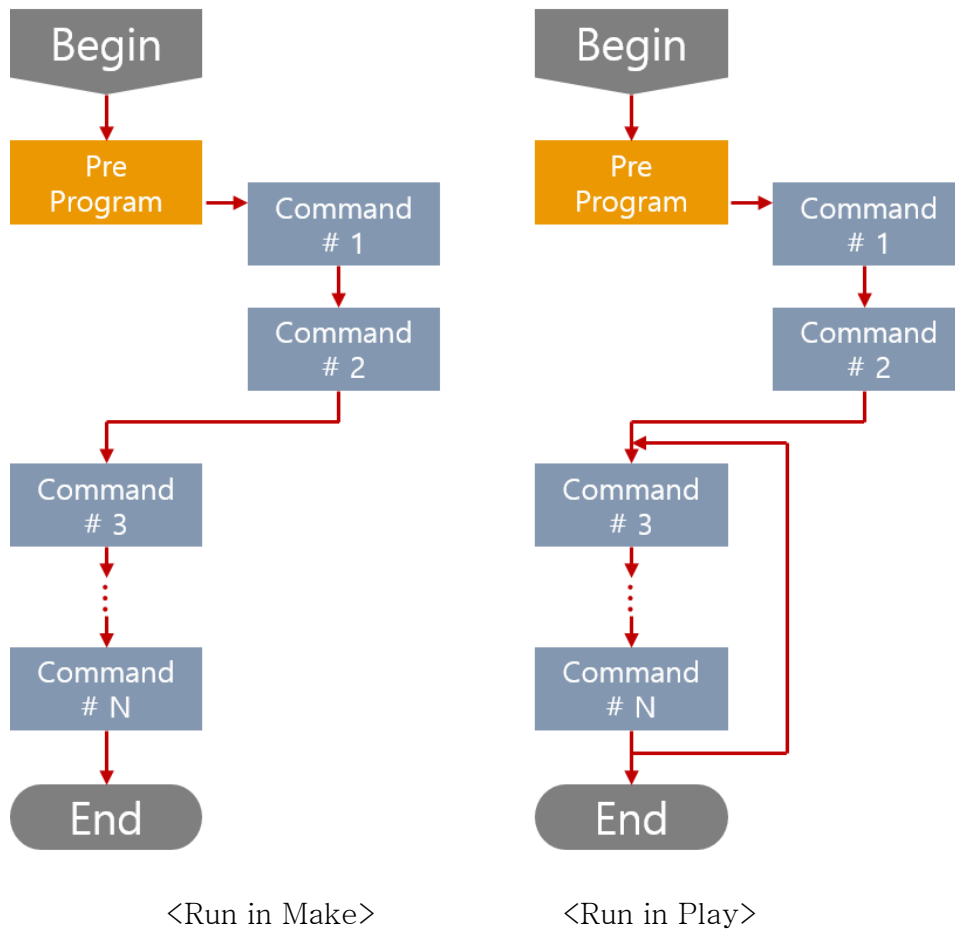 Begin
Pre
Program
Command
# 1
Command
# 2
Command
# 3
Command
# N
End
<Run in Make>
Begin
Pre
Program
Command
# 1
Command
# 2
Command
# 3
Command
# N
End
<Run in Play>